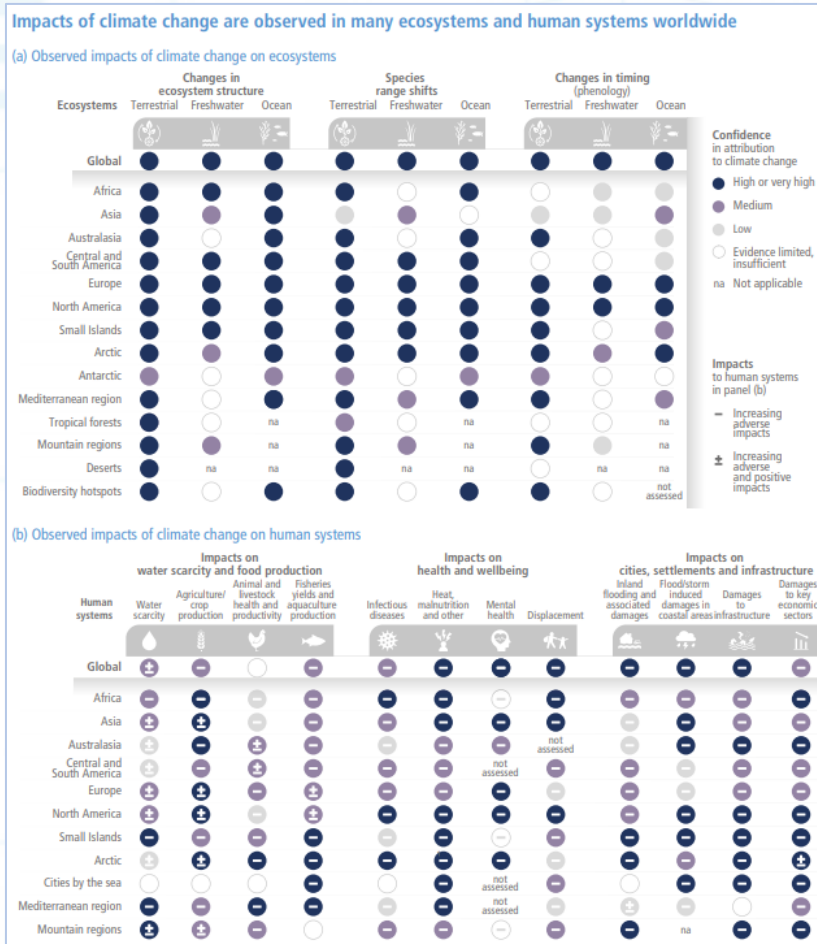 Impacts of climate change are observed in many ecosystems and human systems worldwide
(a) Observed impacts of climate change on ecosystems
Changes in
ecosystem structure
Species
range shifts
Changes in timing
(phenology)
Ecosystems Terrestrial Freshwater Ocean Terrestrial Freshwater Ocean Terrestrial Freshwater Ocean
Global
Africa
Asia
Australasia
Central and
South America
Europe
North America
Small Islands
Arctic
Antarctic
Mediterranean region
Tropical forests na na na
Mountain regions na na na
Deserts na na na na na na
Biodiversity hotspots not
assessed
Confidence
in attribution
to climate change
High or very high
Medium
Low
Evidence limited,
insufficient
na Not applicable
Impacts
to human systems
in panel (b)
− Increasing
adverse
impacts
± Increasing
adverse
and positive
impacts
(b) Observed impacts of climate change on human systems
Impacts on
water scarcity and food production
Impacts on
health and wellbeing
Impacts on
cities, settlements and infrastructure
Human
systems
Water
scarcity
Agriculture/
crop
production
Animal and
livestock
health and
productivity
Fisheries
yields and
aquaculture
production
Infectious
diseases
Heat,
malnutrition
and other
Mental
health
Displacement
Inland
flooding and
associated
damages
Flood/storm
induced
damages in
coastal areas
Damages
to
infrastructure
Damages
to key
economic
sectors
Global ± − − − − − − − − − −
Africa − − − − − − − − − − − −
Asia ± ± − − − − − − − − − −
Australasia ± − ± − − − − not
assessed − − − −
Central and
South America ± − ± − − − not
assessed − − − − −
Europe ± ± − ± − − − − − − − −
North America ± ± − ± − − − − − − − −
Small Islands − − − − − − − − − − − −
Arctic ± ± − − − − − − − − − ±
Cities by the sea − − not
assessed − − − −
Mediterranean region − − − − − − not
assessed − ± − −
Mountain regions ± ± − − − − − − na − −